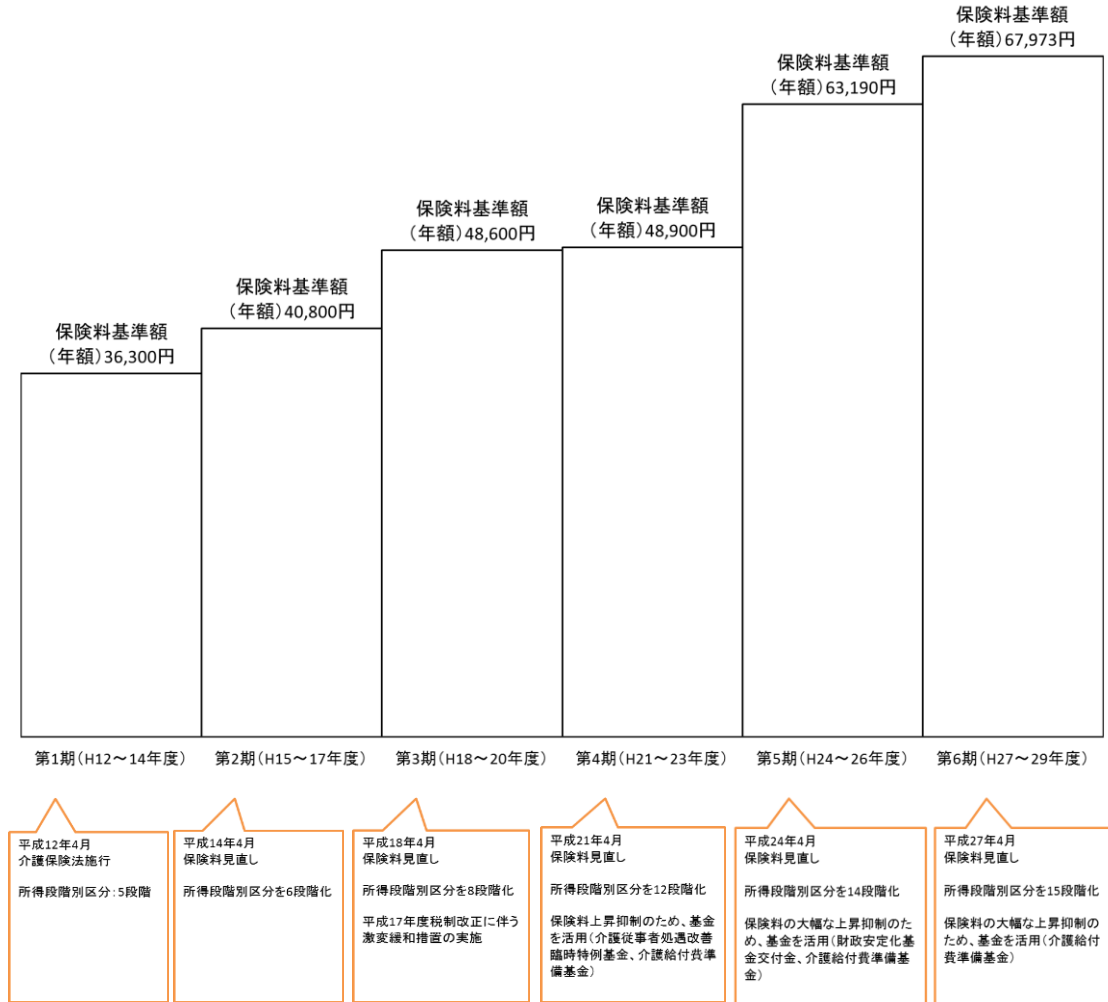 保険料基準額
（年額）36,300円
保険料基準額
（年額）40,800円
保険料基準額
（年額）48,600円
保険料基準額
（年額）48,900円
保険料基準額
（年額）63,190円
保険料基準額
（年額）67,973円
第1期（H12～14年度）
第2期（H15～17年度）
第3期（H18～20年度）
第4期（H21～23年度）
第5期（H24～26年度）
第6期（H27～29年度）
平成12年4月
介護保険法施行
所得段階別区分：5段階
平成14年4月
保険料見直し
所得段階別区分を6段階化
平成18年4月
保険料見直し
所得段階別区分を8段階化
平成17年度税制改正に伴う
激変緩和措置の実施
平成21年4月
保険料見直し
所得段階別区分を12段階化
保険料上昇抑制のため、基金
を活用（介護従事者処遇改善
臨時特例基金、介護給付費準
備基金）
平成24年4月
保険料見直し
所得段階別区分を14段階化
保険料の大幅な上昇抑制のた
め、基金を活用（財政安定化基
金交付金、介護給付費準備基
金）
平成27年4月
保険料見直し
所得段階別区分を15段階化
保険料の大幅な上昇抑制の
ため、基金を活用（介護給付
費準備基金）